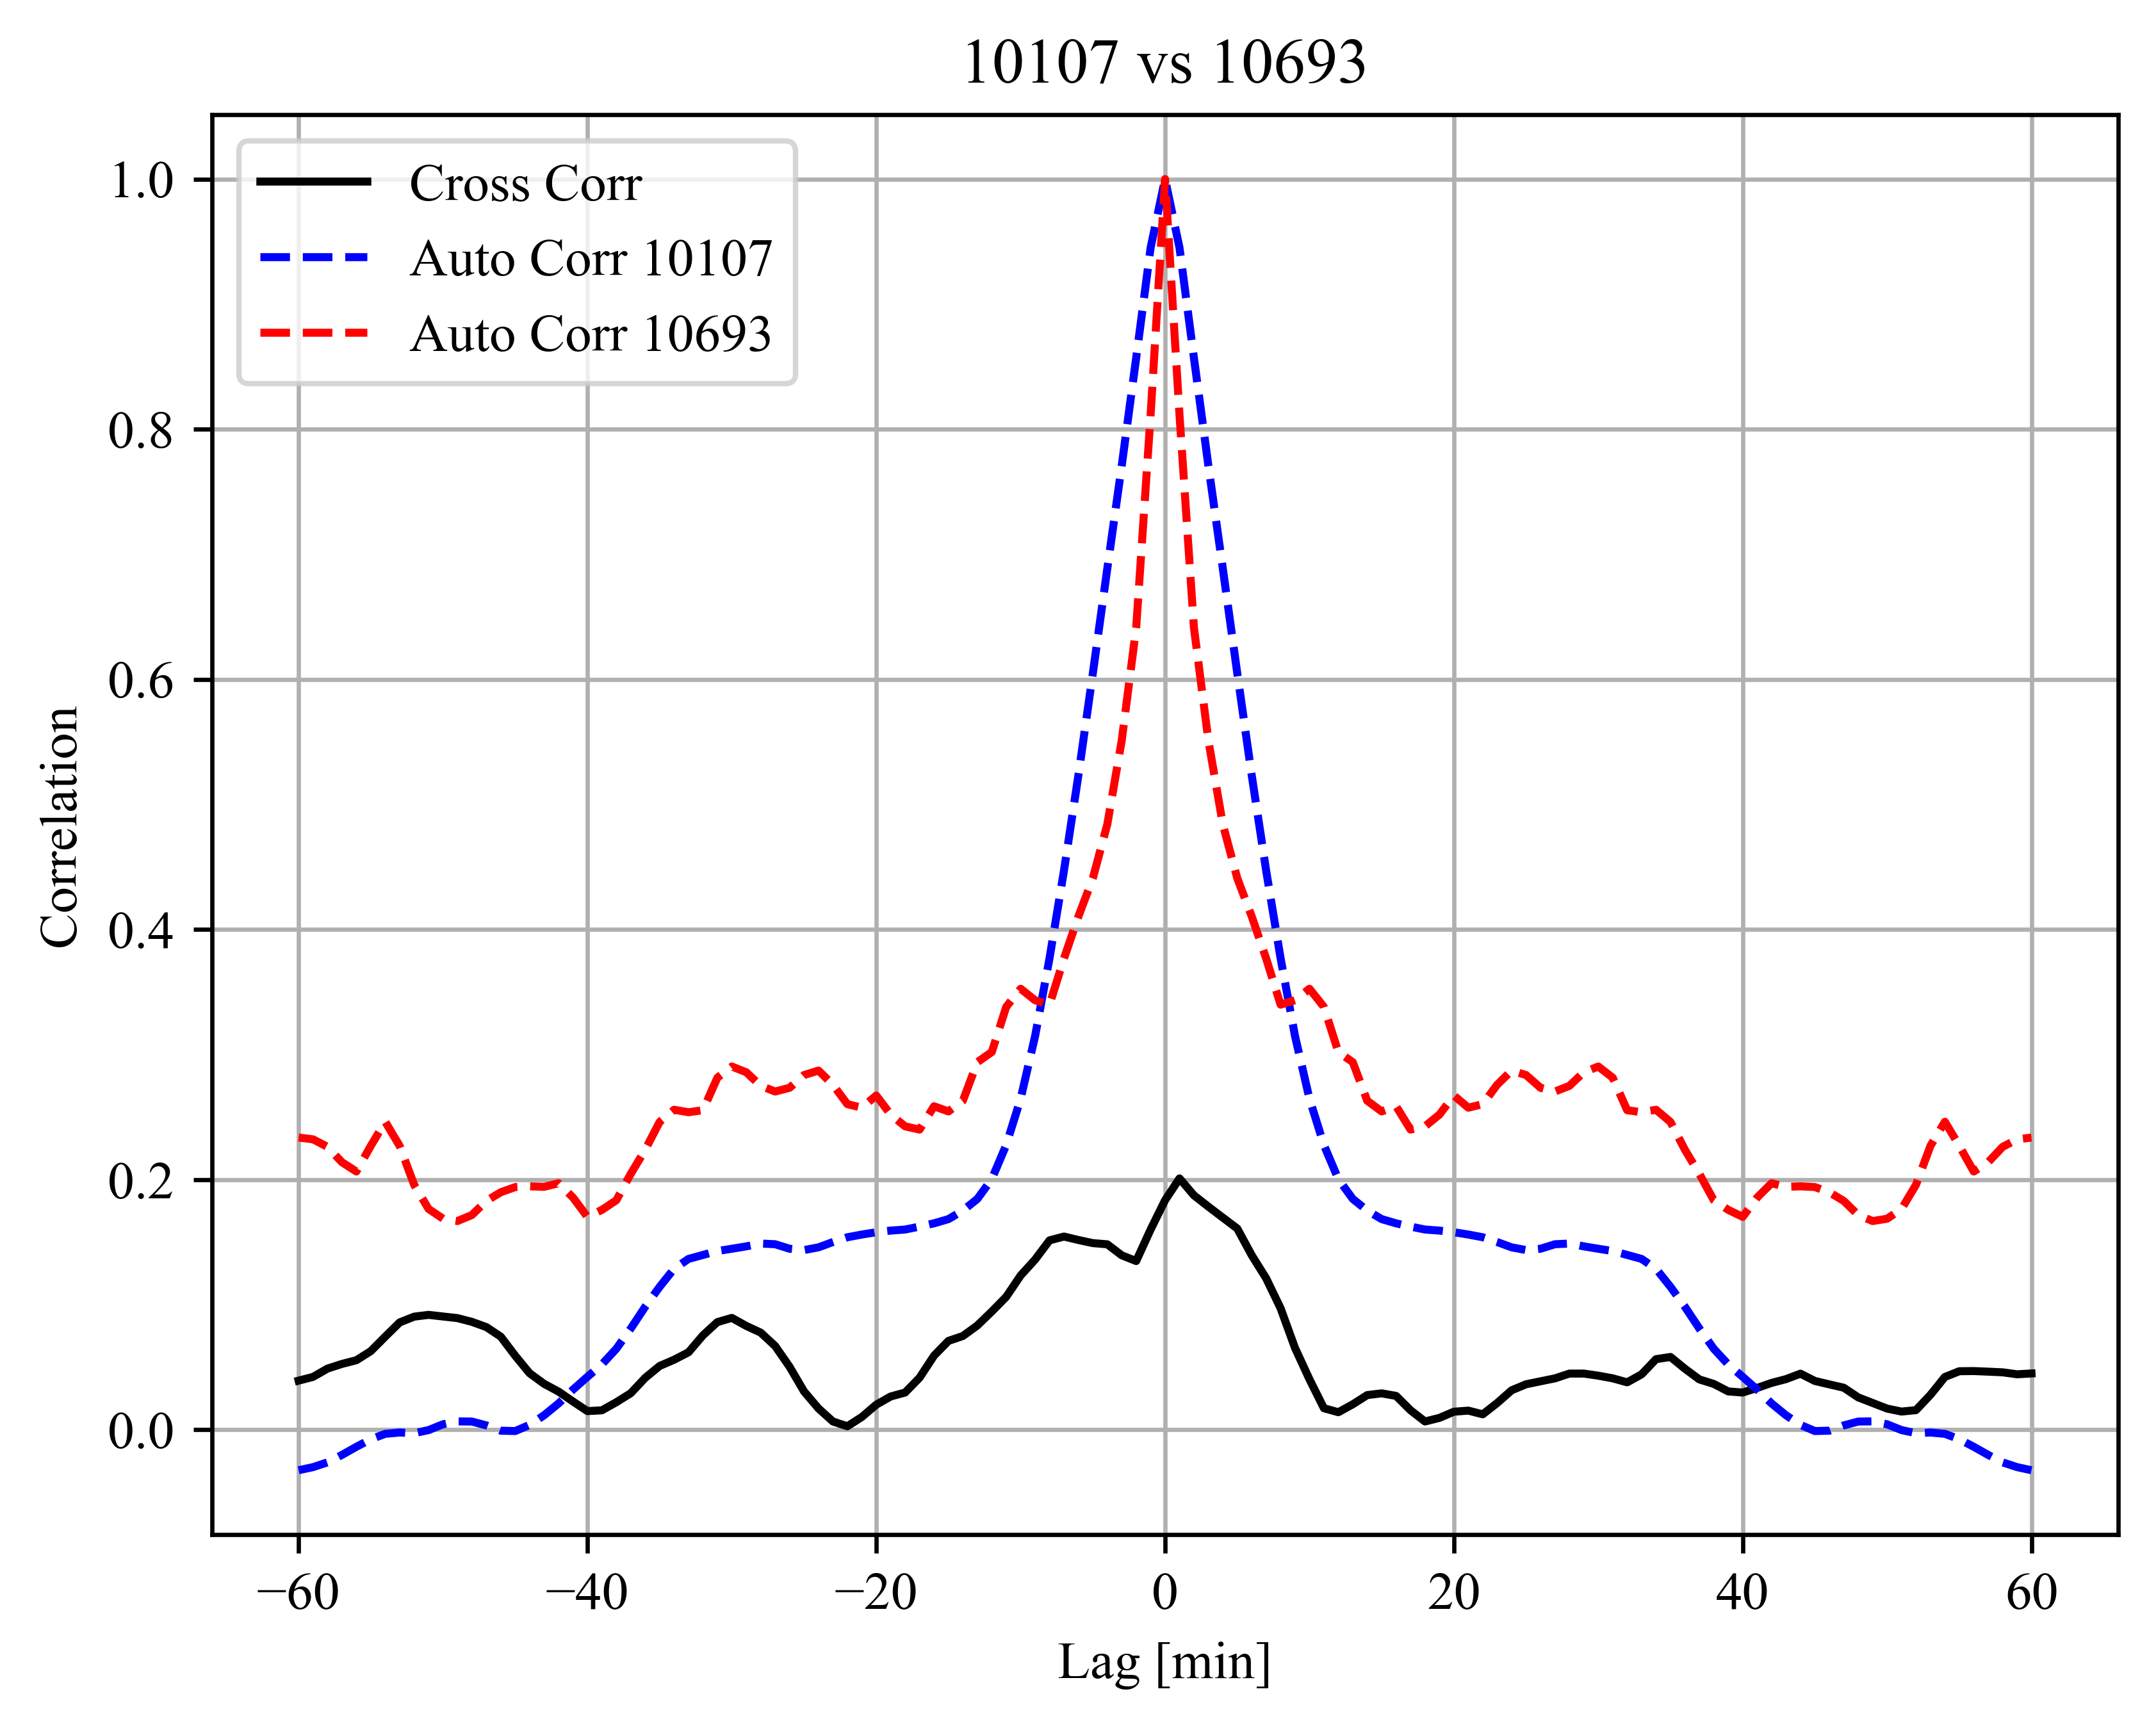 10107 vs 10693
Cross Corr
Auto Corr 10107
Auto Corr 10693
1.0
0.8
0.6
0.4
0.2
0.0
Correlation
−60 −40 −20 0 20 40 60
Lag [min]